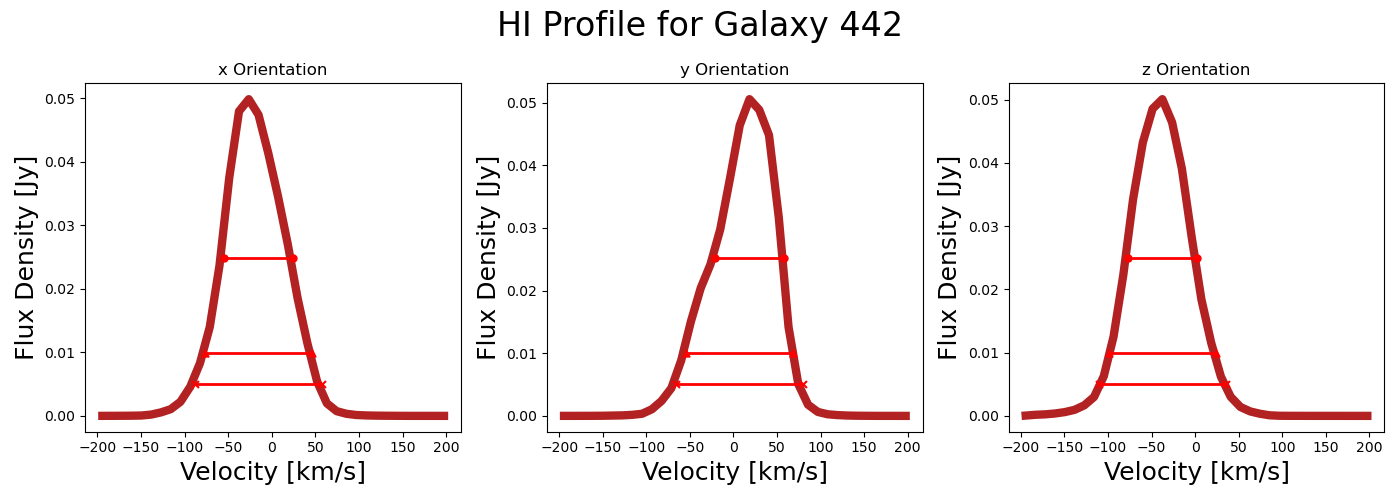 HI Profile for Galaxy 442
x Orientation
y Orientation
z Orientation
Flux Density [Jy]
0.05
0.04
0.03
0.02
0.01
0.00
−200 −150 −100 −50 0 50 100 150 200
Velocity [km/s]
Flux Density [Jy]
0.05
0.04
0.03
0.02
0.01
0.00
−200 −150 −100 −50 0 50 100 150 200
Velocity [km/s]
Flux Density [Jy]
0.05
0.04
0.03
0.02
0.01
0.00
−200 −150 −100 −50 0 50 100 150 200
Velocity [km/s]